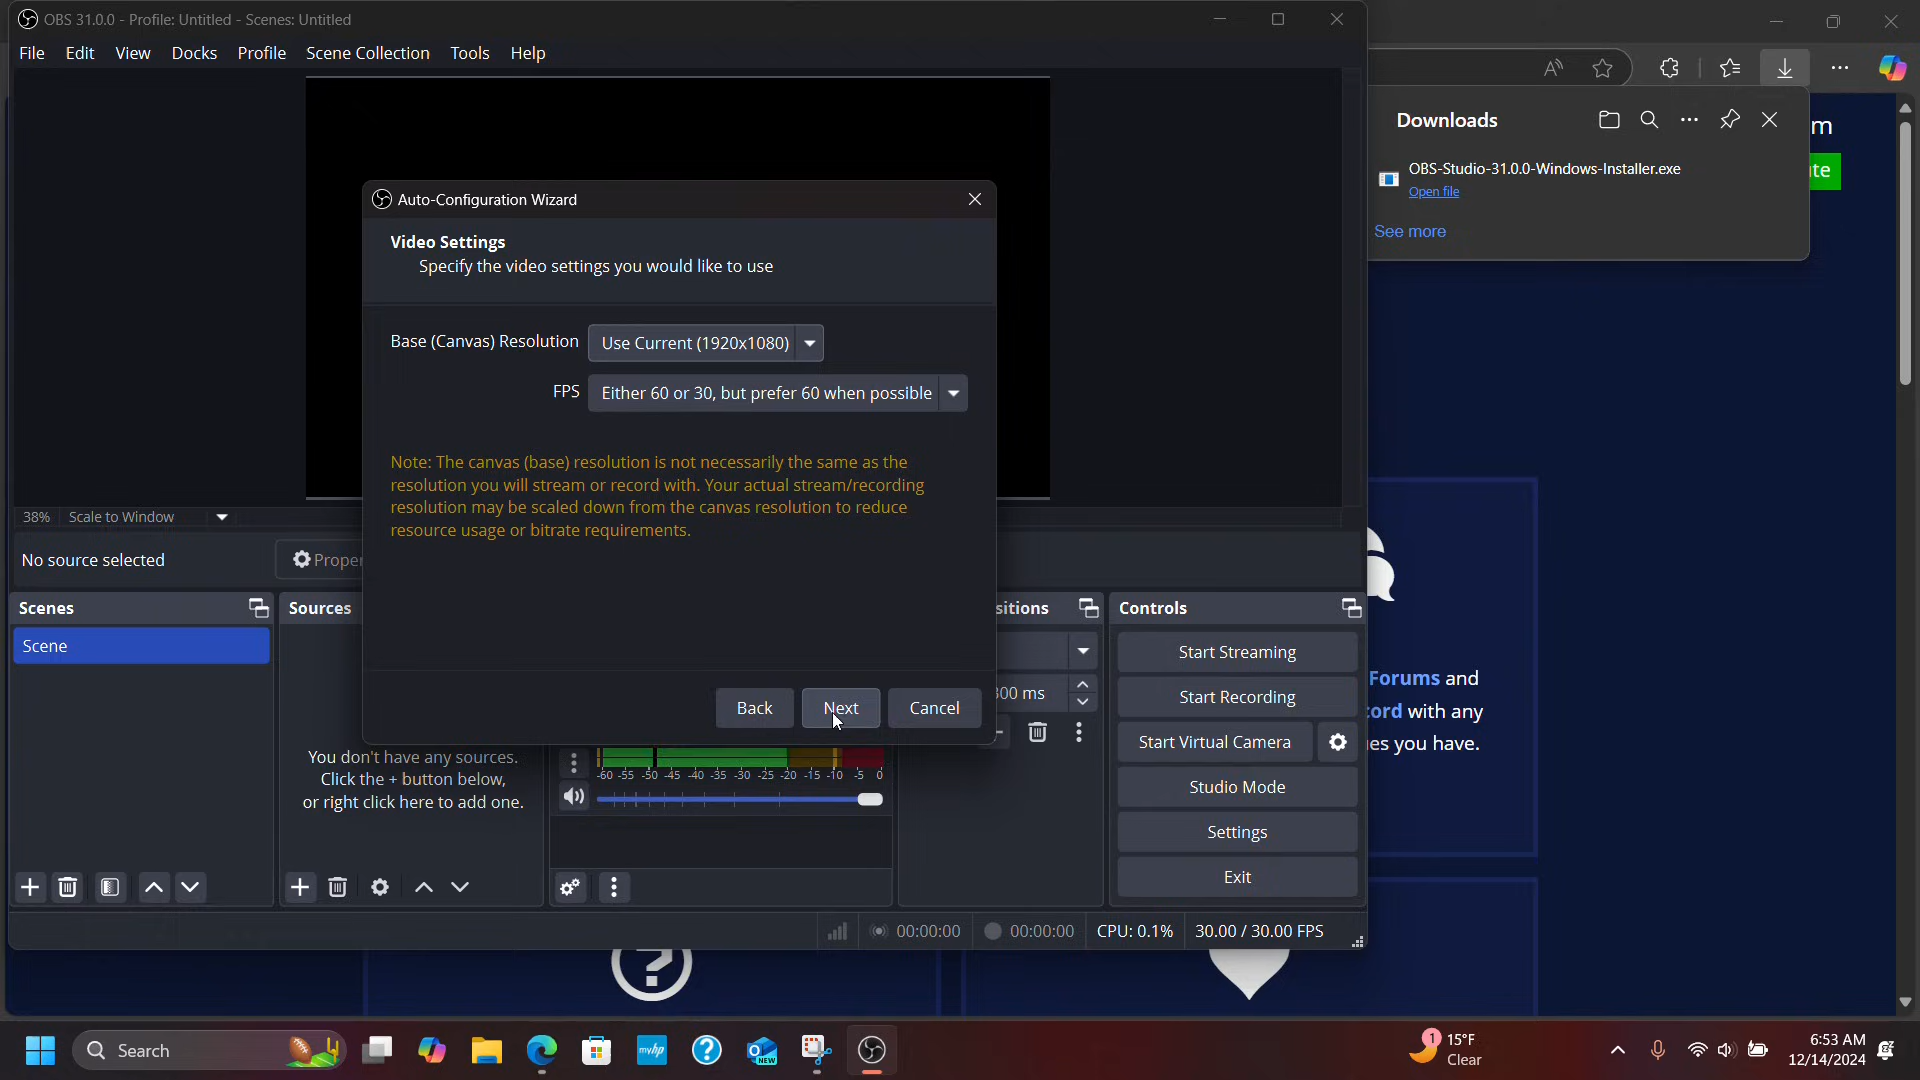 OBS 31.0.0 - Profile: Untitled - Scenes: Untitled
File Edit View Docks Profile Scene Collection Tools Help
Downloads
OBS-Studio-31.0.0-Windows-Installer.exe
Open file
See more
Auto-Configuration Wizard
Video Settings
Specify the video settings you would like to use
Base (Canvas) Resolution Use Current (1920x1080)
FPS Either 60 or 30, but prefer 60 when possible
Note: The canvas (base) resolution is not necessarily the same as the
resolution you will stream or record with. Your actual stream/recording
resolution may be scaled down from the canvas resolution to reduce
resource usage or bitrate requirements.
Back Next Cancel
38% Scale to Window
No source selected
Proper
Scenes
Scene
Sources
You don't have any sources.
Click the + button below,
or right click here to add one.
-60 -55 -50 -45 -40 -35 -30 -25 -20 -15 -10 -5 0
sitions
300 ms
Controls
Start Streaming
Start Recording
Start Virtual Camera
Studio Mode
Settings
Exit
00:00:00 00:00:00 CPU: 0.1% 30.00 / 30.00 FPS
Forums and
cord with any
es you have.
Search
myhp
NEW
1
15°F
Clear
6:53 AM
12/14/2024